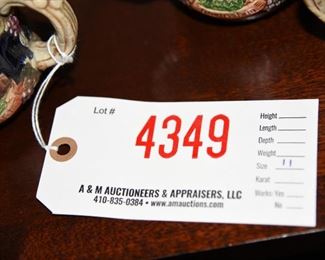 Lot #
4349
Height
Length
Depth
Weight
Size 11
Karat
Works: Yes
No
A & M AUCTIONEERS & APPRAISERS, LLC
410-835-0384 • www.amauctions.com